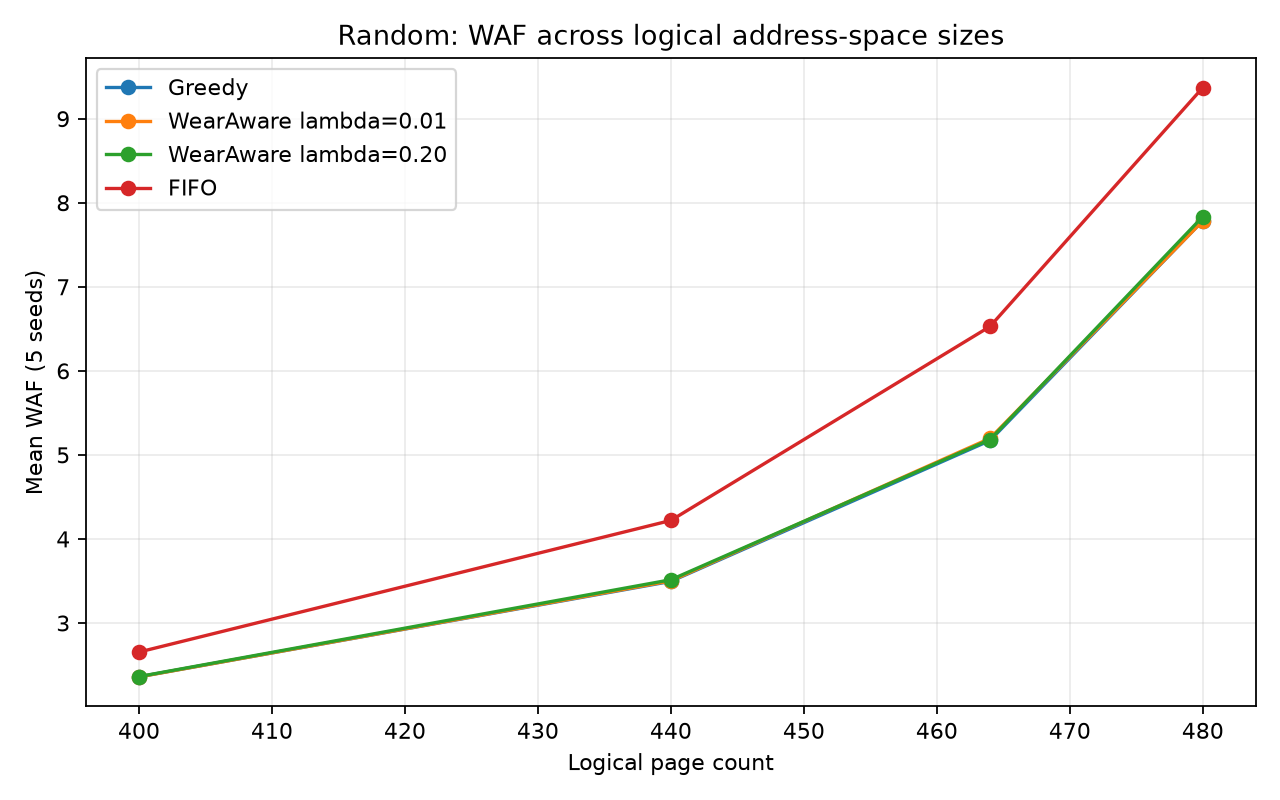 Random: WAF across logical address-space sizes
Greedy
WearAware lambda=0.01
WearAware lambda=0.20
FIFO
Mean WAF (5 seeds)
9
8
7
6
5
4
3
400 410 420 430 440 450 460 470 480
Logical page count